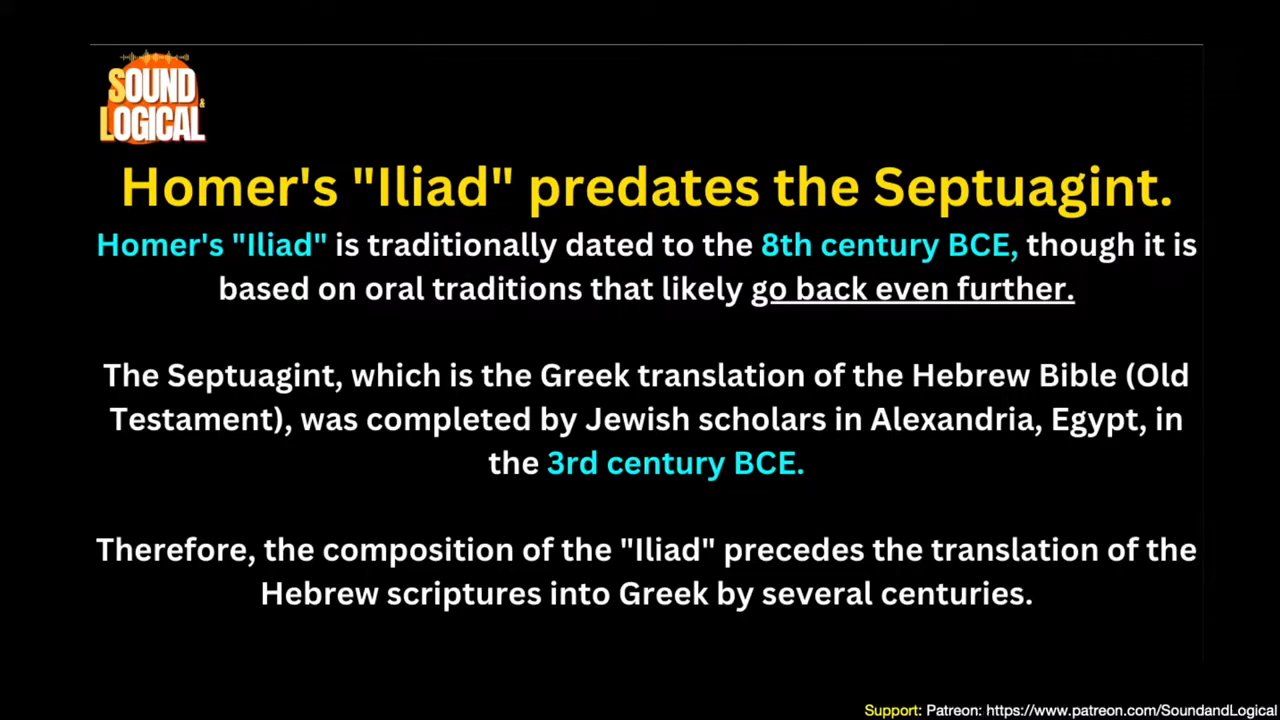 SOUND
&
LOGICAL
Homer's "Iliad" predates the Septuagint.
Homer's "Iliad" is traditionally dated to the 8th century BCE, though it is
based on oral traditions that likely go back even further.
The Septuagint, which is the Greek translation of the Hebrew Bible (Old
Testament), was completed by Jewish scholars in Alexandria, Egypt, in
the 3rd century BCE.
Therefore, the composition of the "Iliad" precedes the translation of the
Hebrew scriptures into Greek by several centuries.
Support: Patreon: https://www.patreon.com/SoundandLogical